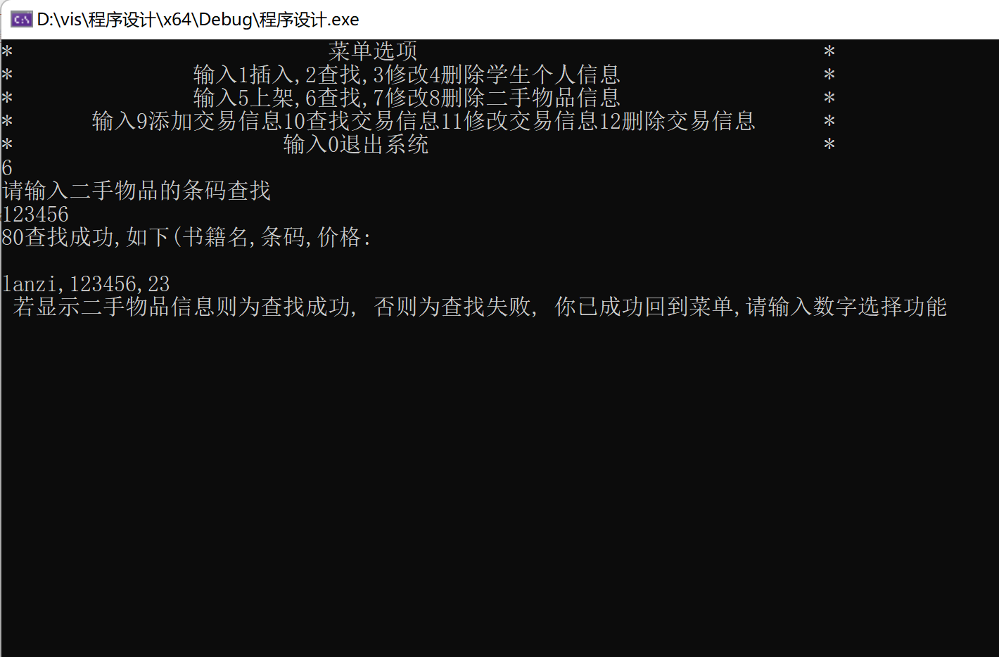 D:\vis\程序设计\x64\Debug\程序设计.exe
* 菜单选项 *
* 输入1插入,2查找,3修改4删除学生个人信息 *
* 输入5上架,6查找,7修改8删除二手物品信息 *
* 输入9添加交易信息10查找交易信息11修改交易信息12删除交易信息 *
* 输入0退出系统 *
6
请输入二手物品的条码查找
123456
80查找成功,如下(书籍名,条码,价格:
lanzi,123456,23
若显示二手物品信息则为查找成功, 否则为查找失败, 你已成功回到菜单,请输入数字选择功能